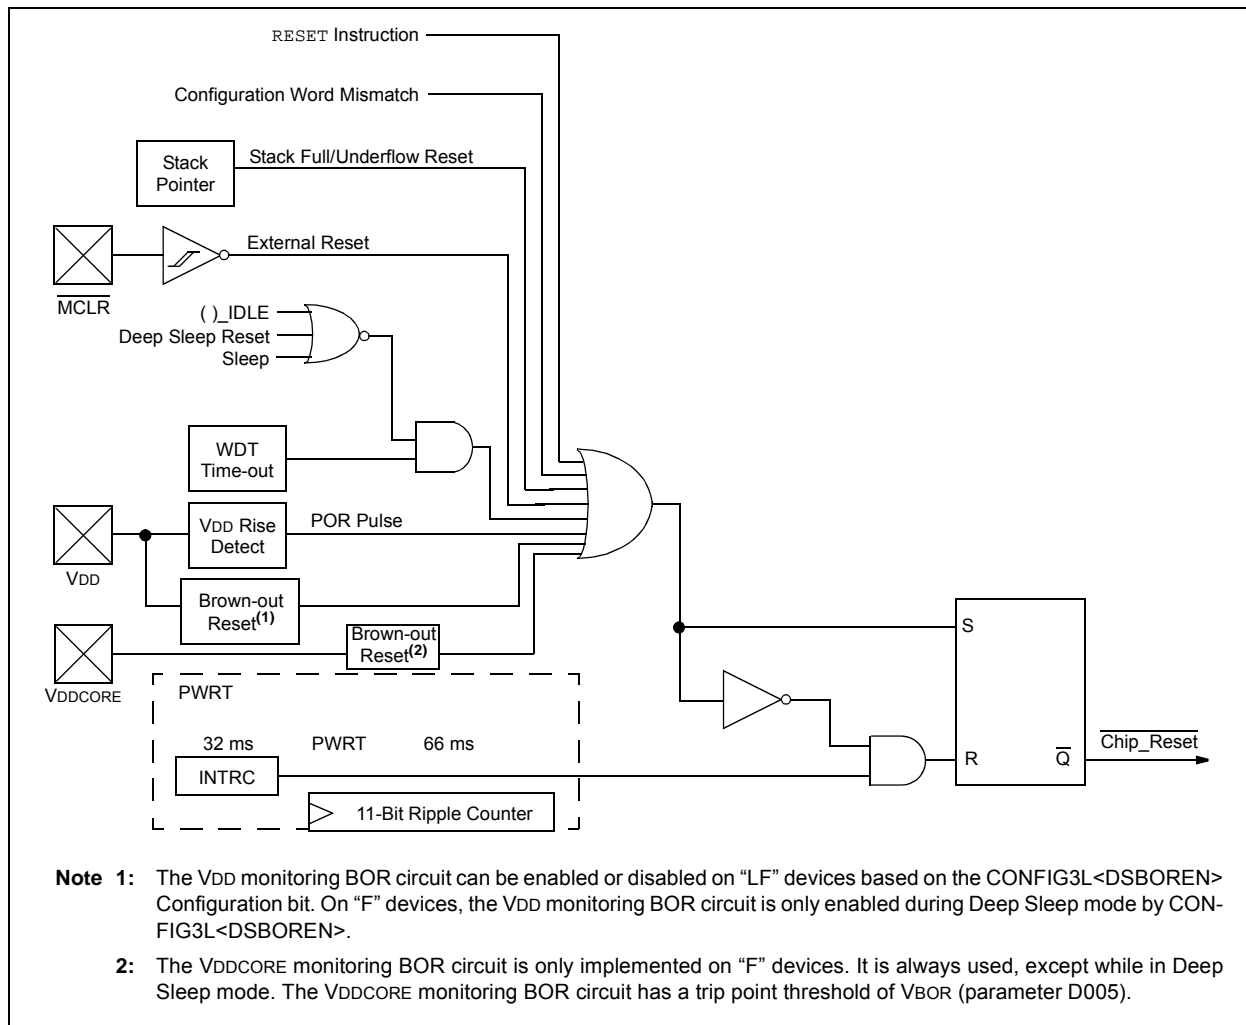 RESET Instruction
Configuration Word Mismatch
Stack
Pointer
Stack Full/Underflow Reset
External Reset
MCLR
( )_IDLE
Deep Sleep Reset
Sleep
WDT
Time-out
VDD Rise
Detect
POR Pulse
VDD
Brown-out
Reset(1)
Brown-out
Reset(2)
VDDCORE
PWRT
32 ms PWRT 66 ms
INTRC
11-Bit Ripple Counter
S
R
Q
Chip_Reset
Note 1: The VDD monitoring BOR circuit can be enabled or disabled on “LF” devices based on the CONFIG3L<DSBOREN>
Configuration bit. On “F” devices, the VDD monitoring BOR circuit is only enabled during Deep Sleep mode by CON-
FIG3L<DSBOREN>.
2: The VDDCORE monitoring BOR circuit is only implemented on “F” devices. It is always used, except while in Deep
Sleep mode. The VDDCORE monitoring BOR circuit has a trip point threshold of VBOR (parameter D005).